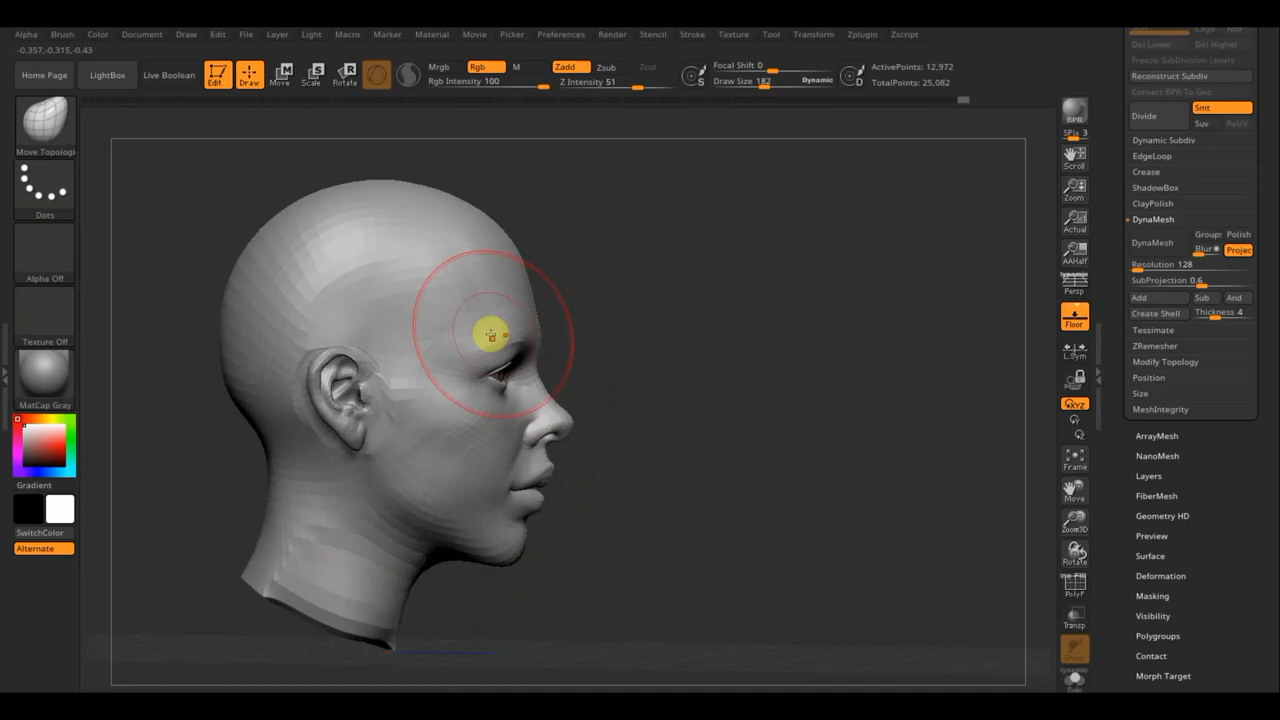 Alpha Brush Color Document Draw Edit File Layer Light Macro Marker Material Movie Picker Preferences Render Stencil Stroke Texture Tool Transform Zplugin Zscript
-0.357,-0.315,-0.43
Home Page LightBox Live Boolean Edit Draw Move Scale Rotate
Mrgb Rgb M Zadd Zsub Zcut
Rgb Intensity 100 Z Intensity 51
S Focal Shift 0
Draw Size 182 Dynamic
D ActivePoints: 12,972
TotalPoints: 25,082
Move Topologi
Dots
Alpha Off
Texture Off
MatCap Gray
Gradient
SwitchColor
Alternate
BPR
SPix 3
Scroll
Zoom
Actual
AAHalf
Dynamic
Persp
Floor
L.Sym
XYZ
Y
Z
Frame
Move
Zoom3D
Rotate
PolyF
Transp
Solo
Del Lower Del Higher
Freeze SubDivision Levels
Reconstruct Subdiv
Convert BPR To Geo
Divide Smt
Suv ReUV
Dynamic Subdiv
EdgeLoop
Crease
ShadowBox
ClayPolish
DynaMesh
DynaMesh Groups Polish
Blur Projec
Resolution 128
SubProjection 0.6
Add Sub And
Create Shell Thickness 4
Tessimate
ZRemesher
Modify Topology
Position
Size
MeshIntegrity
ArrayMesh
NanoMesh
Layers
FiberMesh
Geometry HD
Preview
Surface
Deformation
Masking
Visibility
Polygroups
Contact
Morph Target